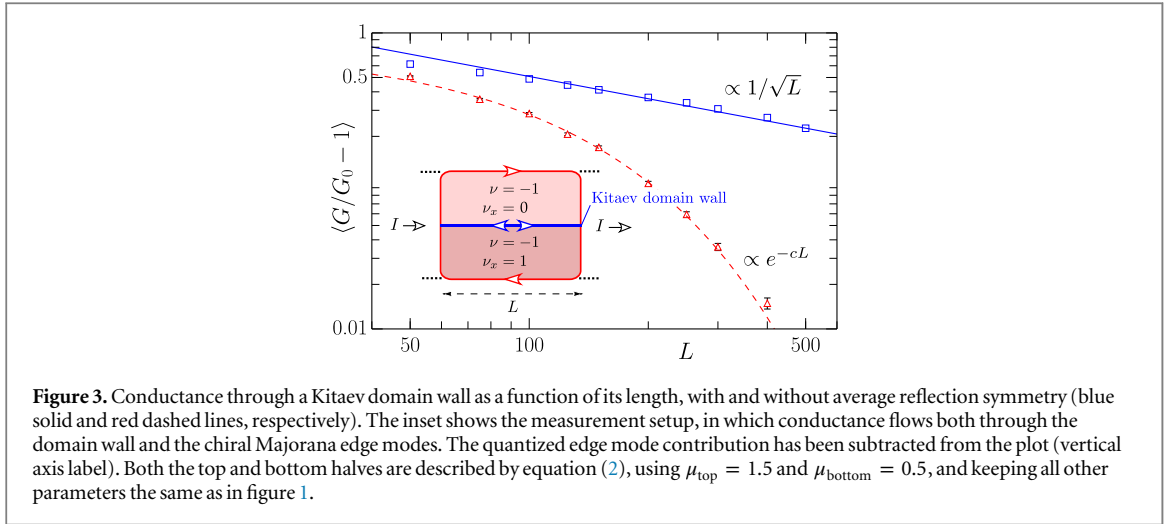 1
0.5
0.01
⟨G/G₀ − 1⟩
∝ 1/√L
∝ e^{−cL}
ν = −1
ν_x = 0
Kitaev domain wall
I
I
ν = −1
ν_x = 1
L
50
100
L
500
Figure 3. Conductance through a Kitaev domain wall as a function of its length, with and without average reflection symmetry (blue
solid and red dashed lines, respectively). The inset shows the measurement setup, in which conductance flows both through the
domain wall and the chiral Majorana edge modes. The quantized edge mode contribution has been subtracted from the plot (vertical
axis label). Both the top and bottom halves are described by equation (2), using μ_top = 1.5 and μ_bottom = 0.5, and keeping all other
parameters the same as in figure 1.